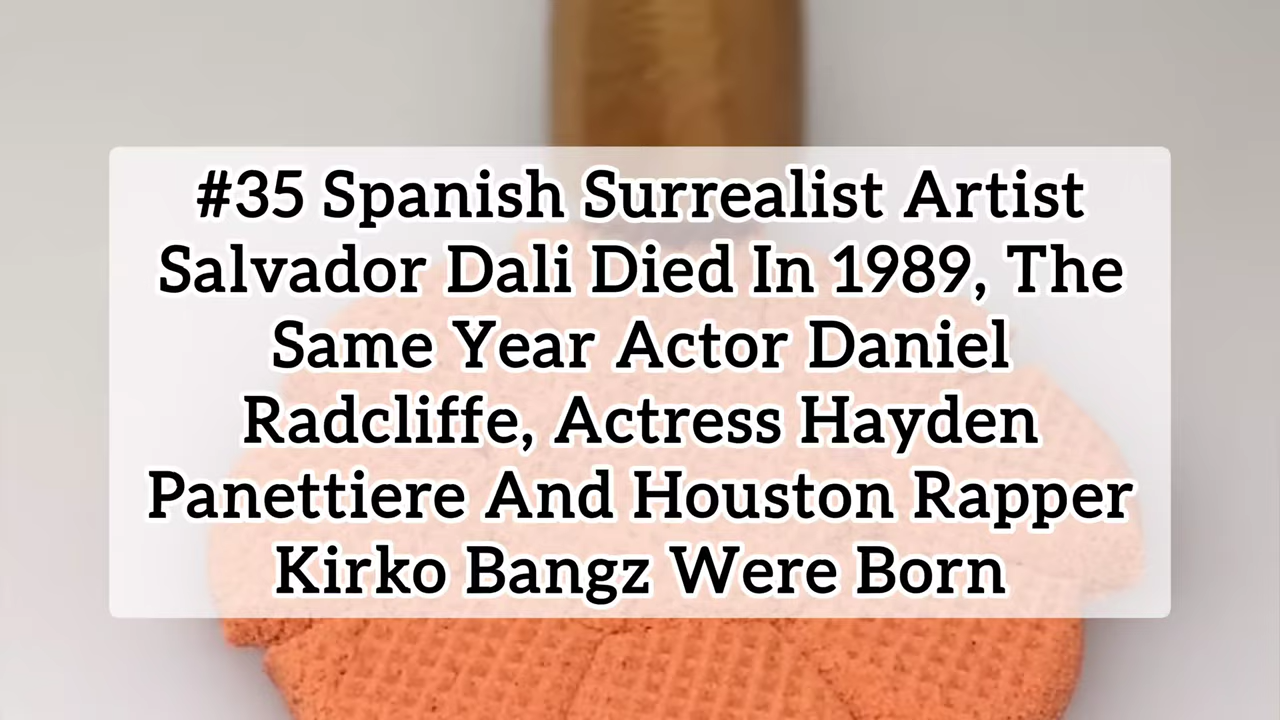 #35 Spanish Surrealist Artist
Salvador Dali Died In 1989, The
Same Year Actor Daniel
Radcliffe, Actress Hayden
Panettiere And Houston Rapper
Kirko Bangz Were Born